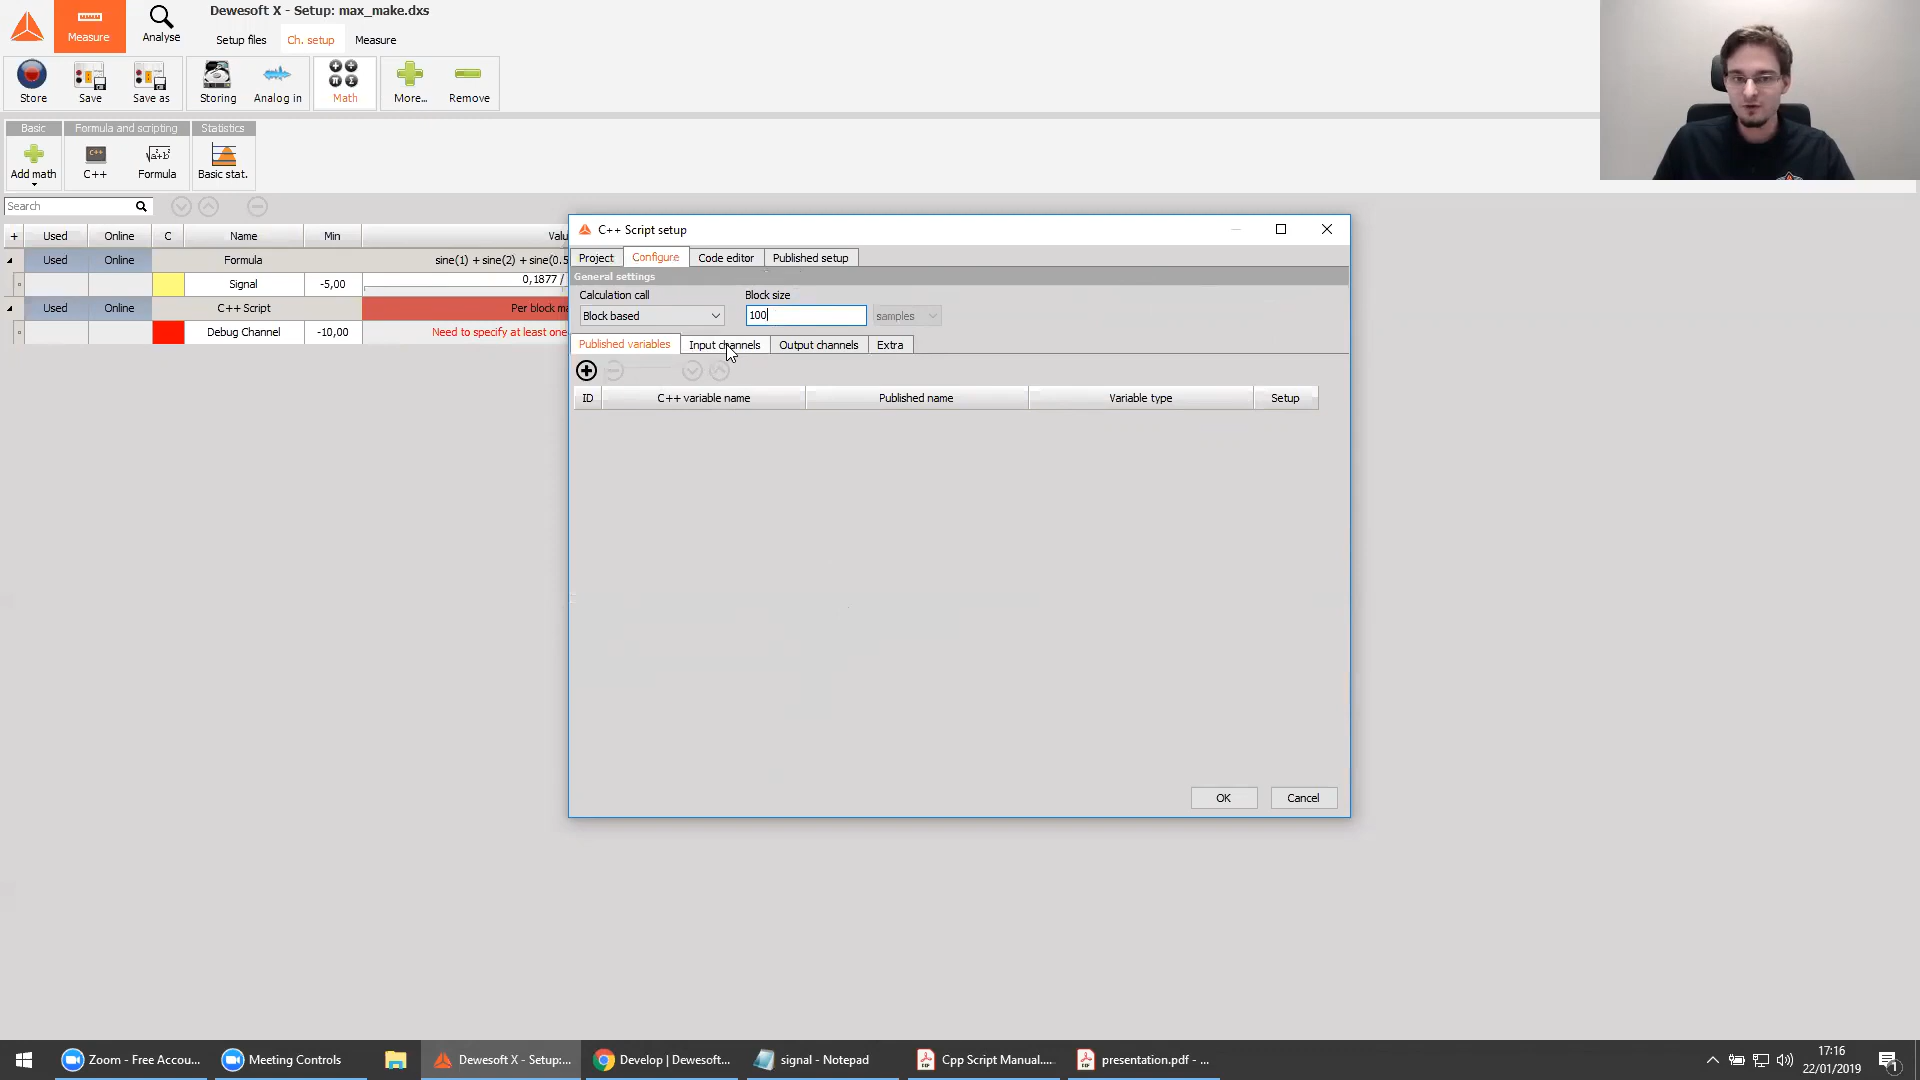 Dewesoft X - Setup: max_make.dxs
Measure
Analyse
Setup files
Ch. setup
Measure
Store
Save
Save as
Storing
Analog in
Math
More...
Remove
Basic
Formula and scripting
Statistics
Add math
C++
C++
Formula
Basic stat.
Search
+ Used Online C Name Min Valu
Used Online Formula sine(1) + sine(2) + sine(0.5
Signal -5,00 0,1877 /
Used Online C++ Script Per block ma
Debug Channel -10,00 Need to specify at least one
C++ Script setup
Project Configure Code editor Published setup
General settings
Calculation call Block size
Block based 100 samples
Published variables Input channels Output channels Extra
ID C++ variable name Published name Variable type Setup
OK Cancel
Zoom - Free Accou... Meeting Controls Dewesoft X - Setup:... Develop | Dewesoft... signal - Notepad Cpp Script Manual.... presentation.pdf - ...
17:16
22/01/2019